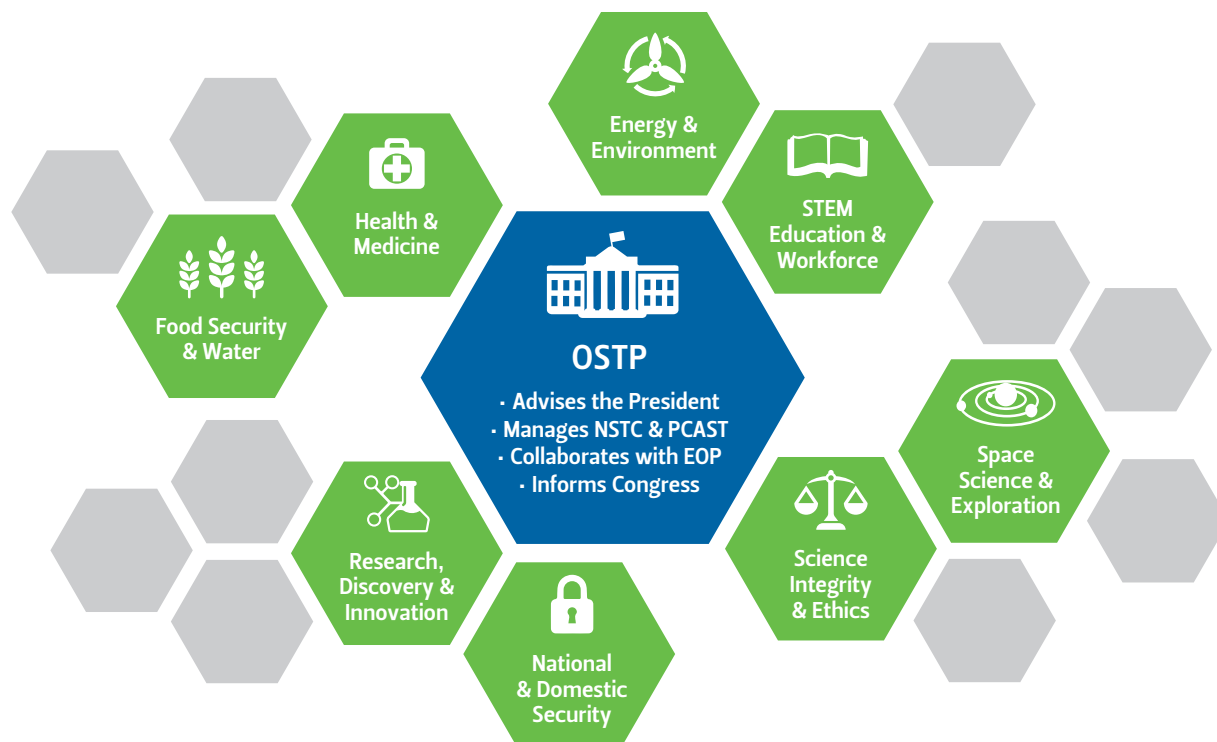 Energy &
Environment
STEM
Education &
Workforce
Health &
Medicine
Food Security
& Water
OSTP
· Advises the President
· Manages NSTC & PCAST
· Collaborates with EOP
· Informs Congress
Space
Science &
Exploration
Science
Integrity
& Ethics
Research,
Discovery &
Innovation
National
& Domestic
Security